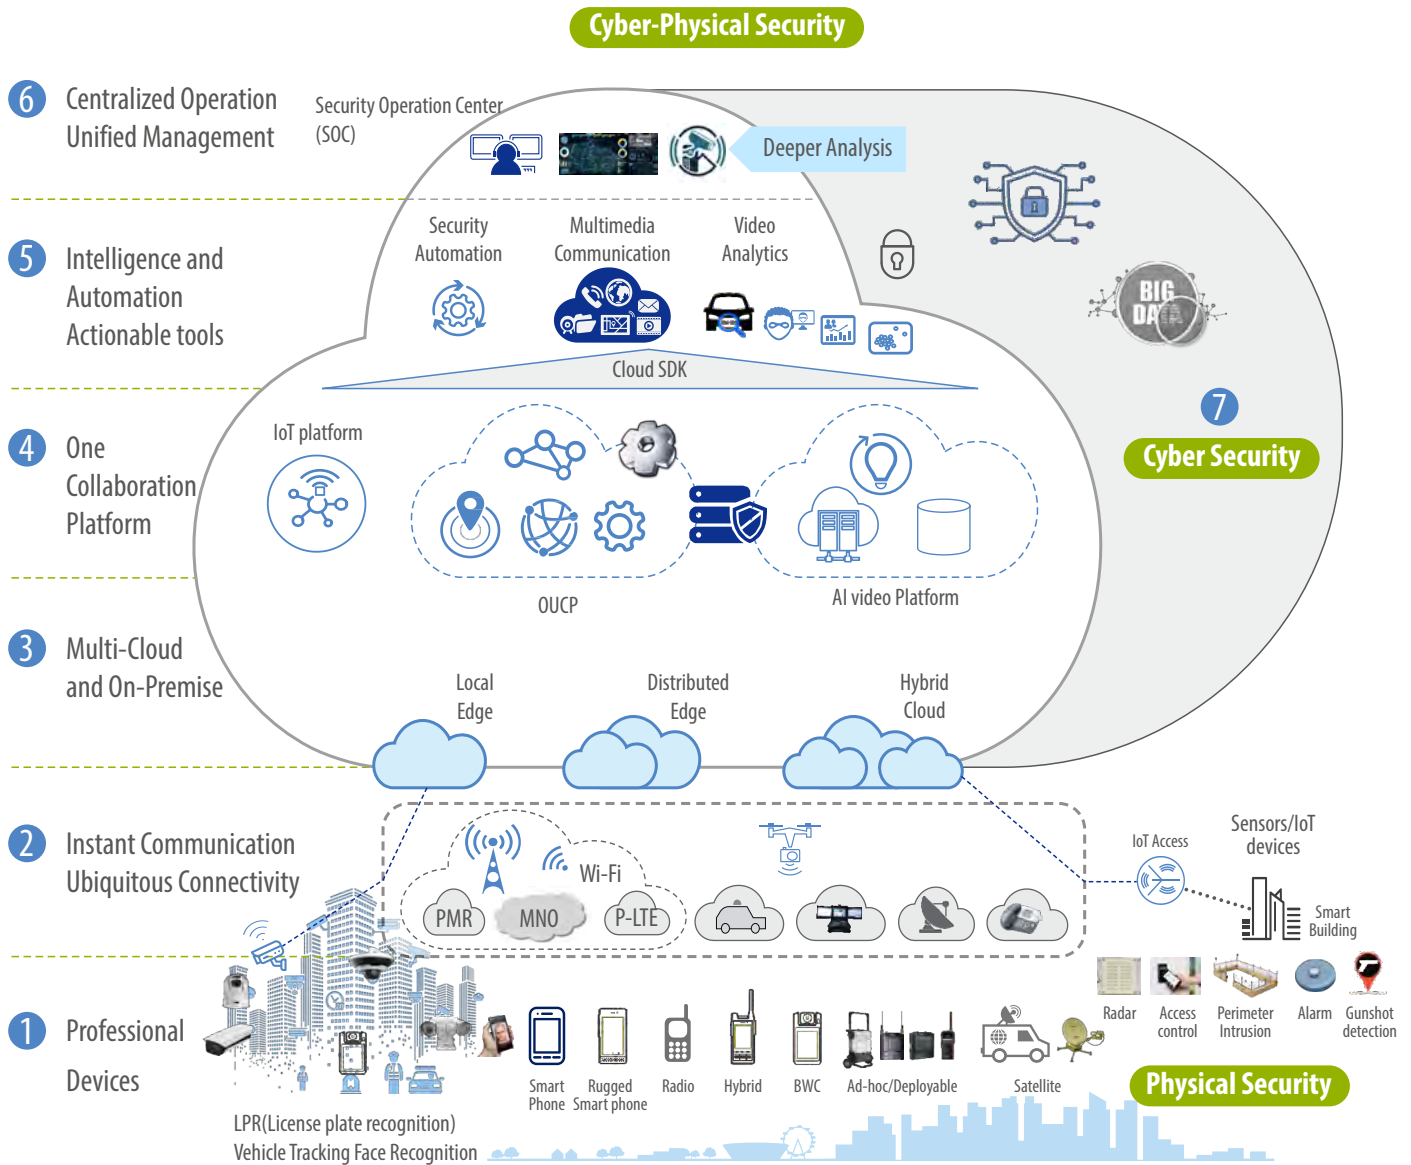 Cyber-Physical Security
6
Centralized Operation
Unified Management
Security Operation Center
(SOC)
Deeper Analysis
5
Intelligence and
Automation
Actionable tools
Security
Automation
Multimedia
Communication
Video
Analytics
BIG
DATA
Cloud SDK
4
One
Collaboration
Platform
IoT platform
OUCP
AI video Platform
7
Cyber Security
3
Multi-Cloud
and On-Premise
Local
Edge
Distributed
Edge
Hybrid
Cloud
2
Instant Communication
Ubiquitous Connectivity
Wi-Fi
PMR
MNO
P-LTE
IoT Access
Sensors/IoT
devices
Smart
Building
1
Professional
Devices
LPR(License plate recognition)
Vehicle Tracking Face Recognition
Smart
Phone
Rugged
Smart phone
Radio
Hybrid
BWC
Ad-hoc/Deployable
Satellite
Radar
Access
control
Perimeter
Intrusion
Alarm
Gunshot
detection
Physical Security